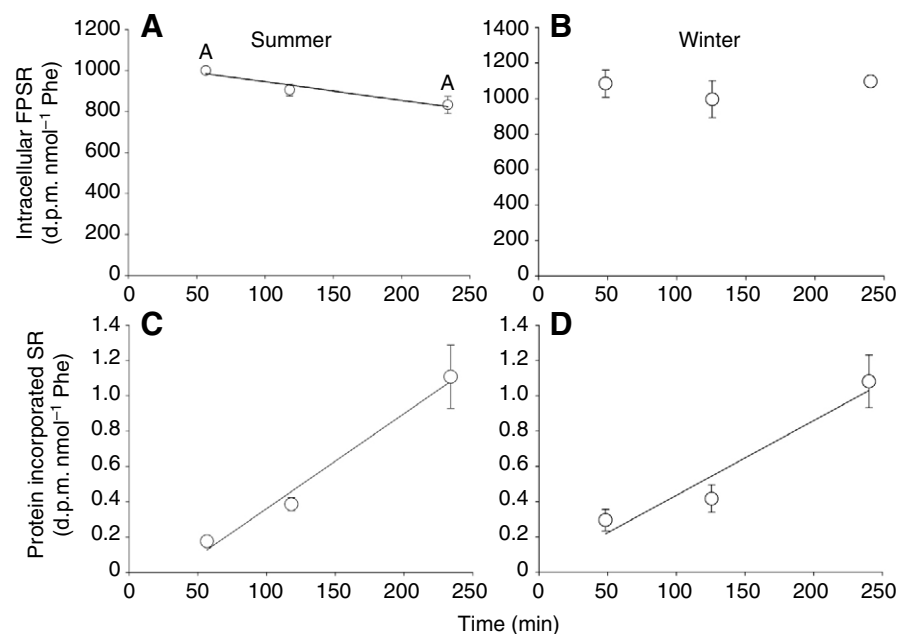 A
Summer
A
A
1200
1000
800
600
400
200
0
0 50 100 150 200 250
Intracellular FPSR
(d.p.m. nmol–1 Phe)
B
Winter
1400
1200
1000
800
600
400
200
0
0 50 100 150 200 250
C
1.4
1.2
1.0
0.8
0.6
0.4
0.2
0
0 50 100 150 200 250
Protein incorporated SR
(d.p.m. nmol–1 Phe)
D
1.4
1.2
1.0
0.8
0.6
0.4
0.2
0
0 50 100 150 200 250
Time (min)